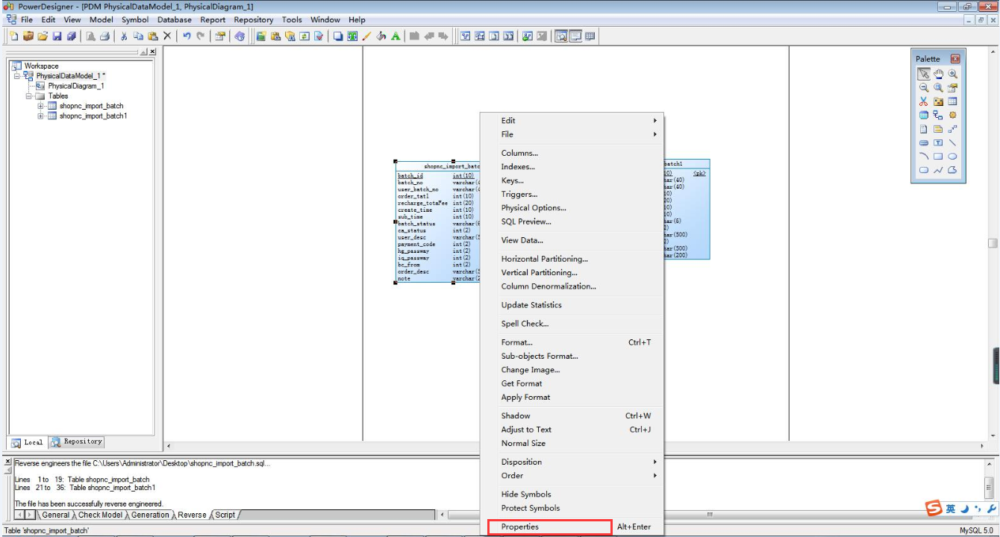 PowerDesigner - [PDM PhysicalDataModel_1, PhysicalDiagram_1]
File Edit View Model Symbol Database Report Repository Tools Window Help
Workspace
PhysicalDataModel_1 *
PhysicalDiagram_1
Tables
shopnc_import_batch
shopnc_import_batch1
Local
Repository
shopnc_import_batc
batch_id int(10)
batch_no varchar(
user_batch_no varchar(
order_tatl int(10)
recharge_totaFee int(20)
create_time int(10)
sub_time int(10)
batch_status varchar(6
ca_status int(2)
user_desc varchar(5
payment_code int(2)
hg_passway int(2)
iq_passway int(2)
bc_from int(2)
order_desc varchar(5
note varchar(2
batch1
10) <pk>
har(40)
har(40)
10)
20)
10)
10)
har(6)
2)
har(500)
2)
har(500)
har(200)
Edit
File
Columns...
Indexes...
Keys...
Triggers...
Physical Options...
SQL Preview...
View Data...
Horizontal Partitioning...
Vertical Partitioning...
Column Denormalization...
Update Statistics
Spell Check...
Format... Ctrl+T
Sub-objects Format...
Change Image...
Get Format
Apply Format
Shadow Ctrl+W
Adjust to Text Ctrl+J
Normal Size
Disposition
Order
Hide Symbols
Protect Symbols
Properties Alt+Enter
Palette
Reverse engineers the file C:\Users\Administrator\Desktop\shopnc_import_batch.sql...
Lines 1 to 19: Table shopnc_import_batch
Lines 21 to 36: Table shopnc_import_batch1
The file has been successfully reverse engineered.
General Check Model Generation Reverse Script
英
Table 'shopnc_import_batch'
MySQL 5.0